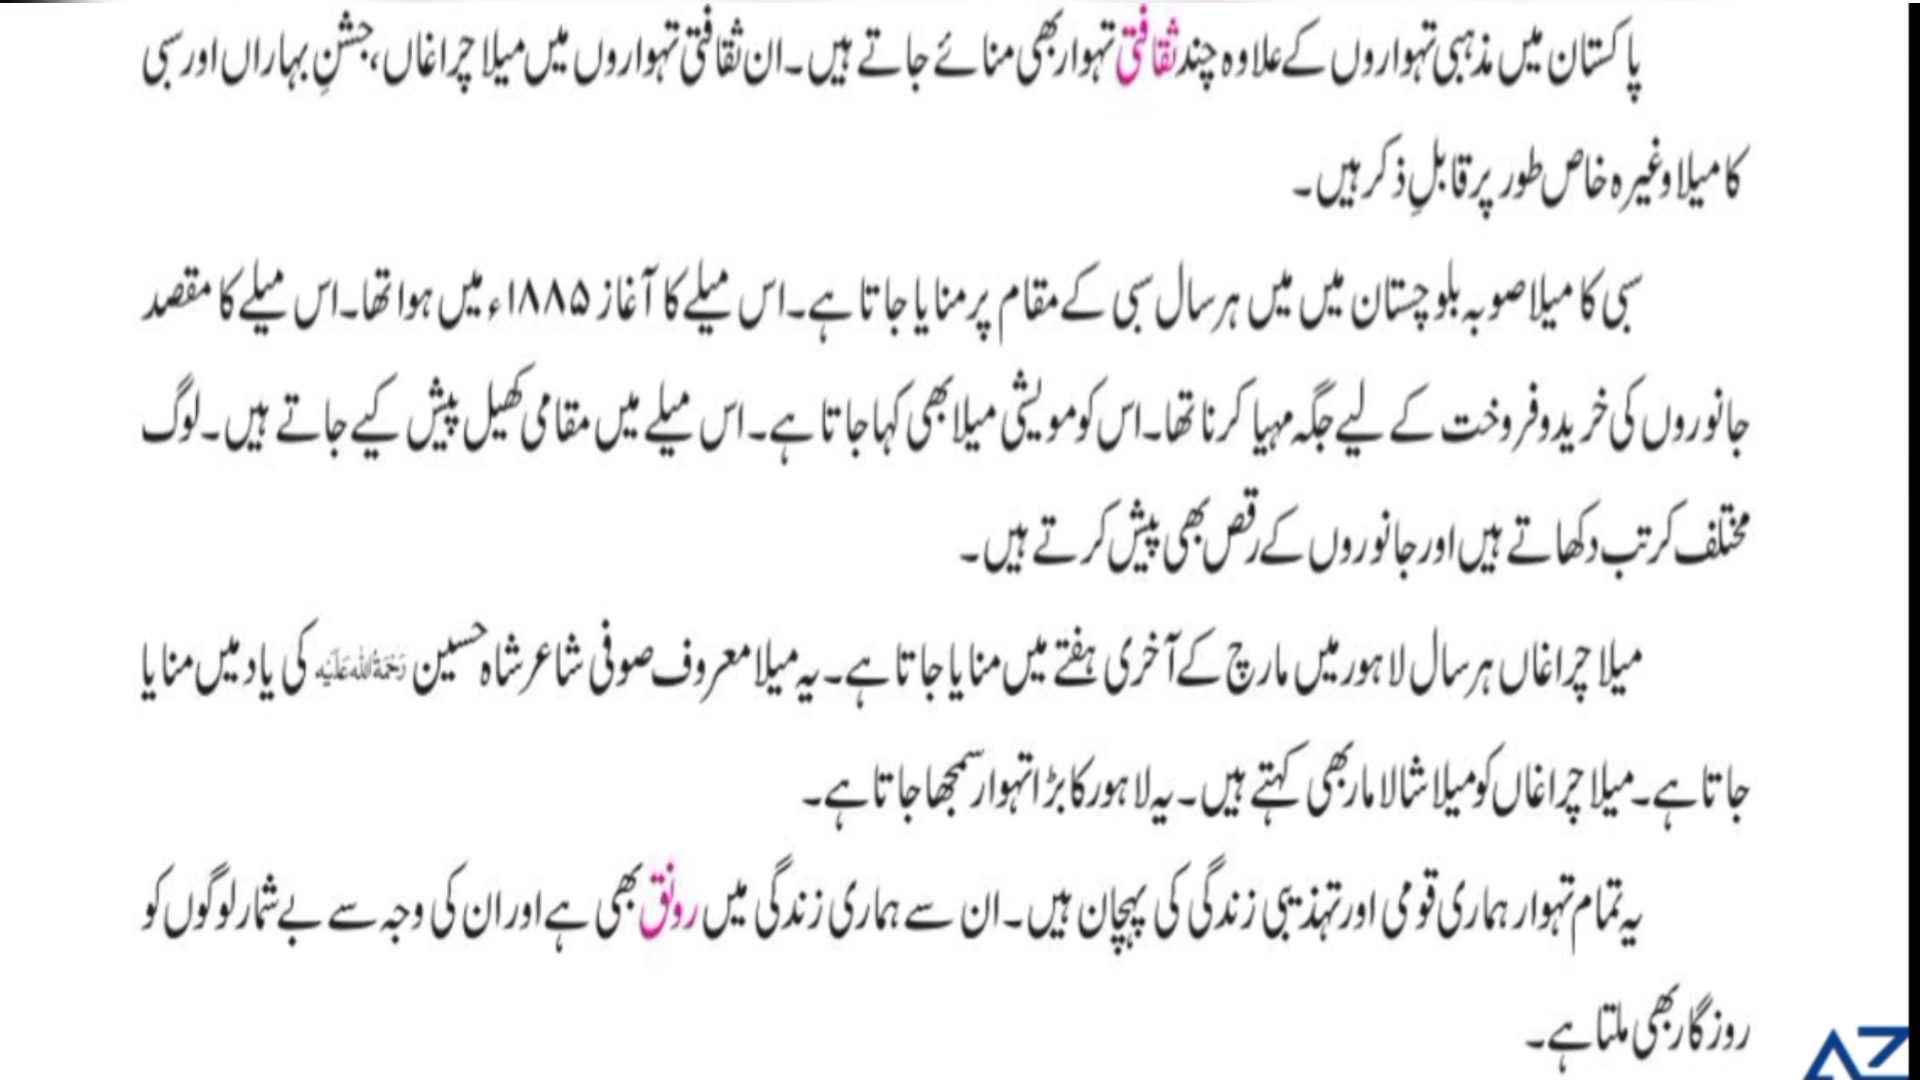 پاکستان میں مذہبی تہواروں کے علاوہ چند ثقافتی تہوار بھی منائے جاتے ہیں۔ ان ثقافتی تہواروں میں میلا چراغاں، جشنِ بہاراں اور سبی
کا میلا وغیرہ خاص طور پر قابلِ ذکر ہیں۔
سبی کا میلا صوبہ بلوچستان میں میں ہر سال سبی کے مقام پر منایا جاتا ہے۔ اس میلے کا آغاز ۱۸۸۵ء میں ہوا تھا۔ اس میلے کا مقصد
جانوروں کی خرید و فروخت کے لیے جگہ مہیا کرنا تھا۔ اس کو مویشی میلا بھی کہا جاتا ہے۔ اس میلے میں مقامی کھیل پیش کیے جاتے ہیں۔ لوگ
مختلف کرتب دکھاتے ہیں اور جانوروں کے رقص بھی پیش کرتے ہیں۔
میلا چراغاں ہر سال لاہور میں مارچ کے آخری ہفتے میں منایا جاتا ہے۔ یہ میلا معروف صوفی شاعر شاہ حسین رَحْمَةُ اللہِ عَلَیْہ کی یاد میں منایا
جاتا ہے۔ میلا چراغاں کو میلا شالامار بھی کہتے ہیں۔ یہ لاہور کا بڑا تہوار سمجھا جاتا ہے۔
یہ تمام تہوار ہماری قومی اور تہذیبی زندگی کی پہچان ہیں۔ ان سے ہماری زندگی میں رونق بھی ہے اور ان کی وجہ سے بے شمار لوگوں کو
روزگار بھی ملتا ہے۔
AZ